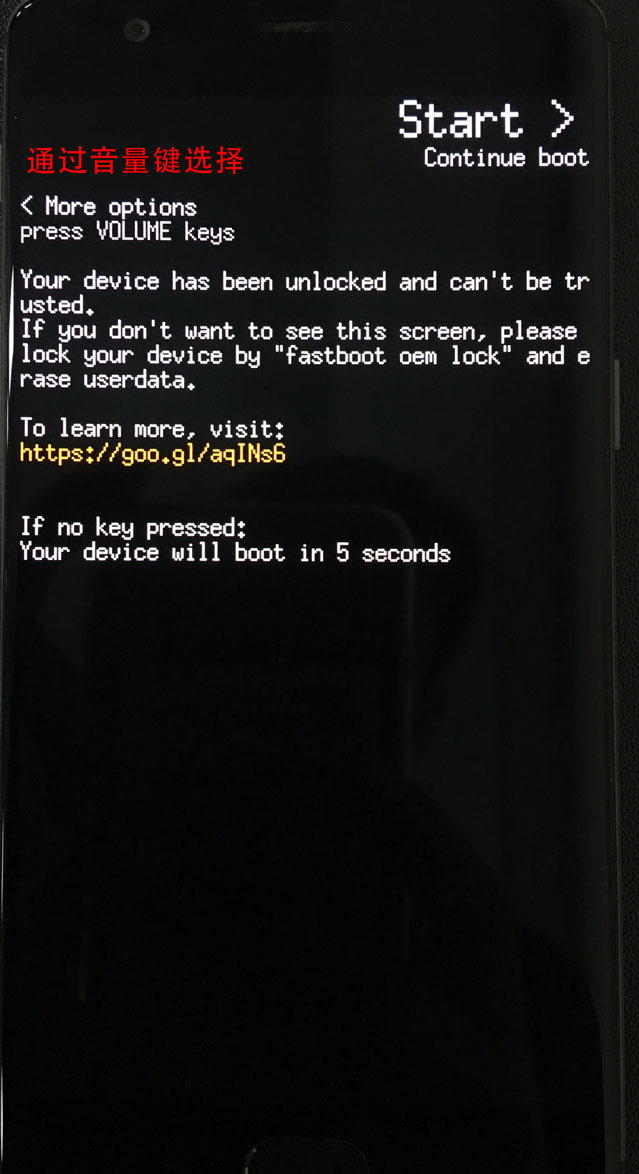 Start >
Continue boot
通过音量键选择
< More options
press VOLUME keys
Your device has been unlocked and can't be tr
usted.
If you don't want to see this screen, please
lock your device by "fastboot oem lock" and e
rase userdata.
To learn more, visit:
https://goo.gl/aqINs6
If no key pressed:
Your device will boot in 5 seconds